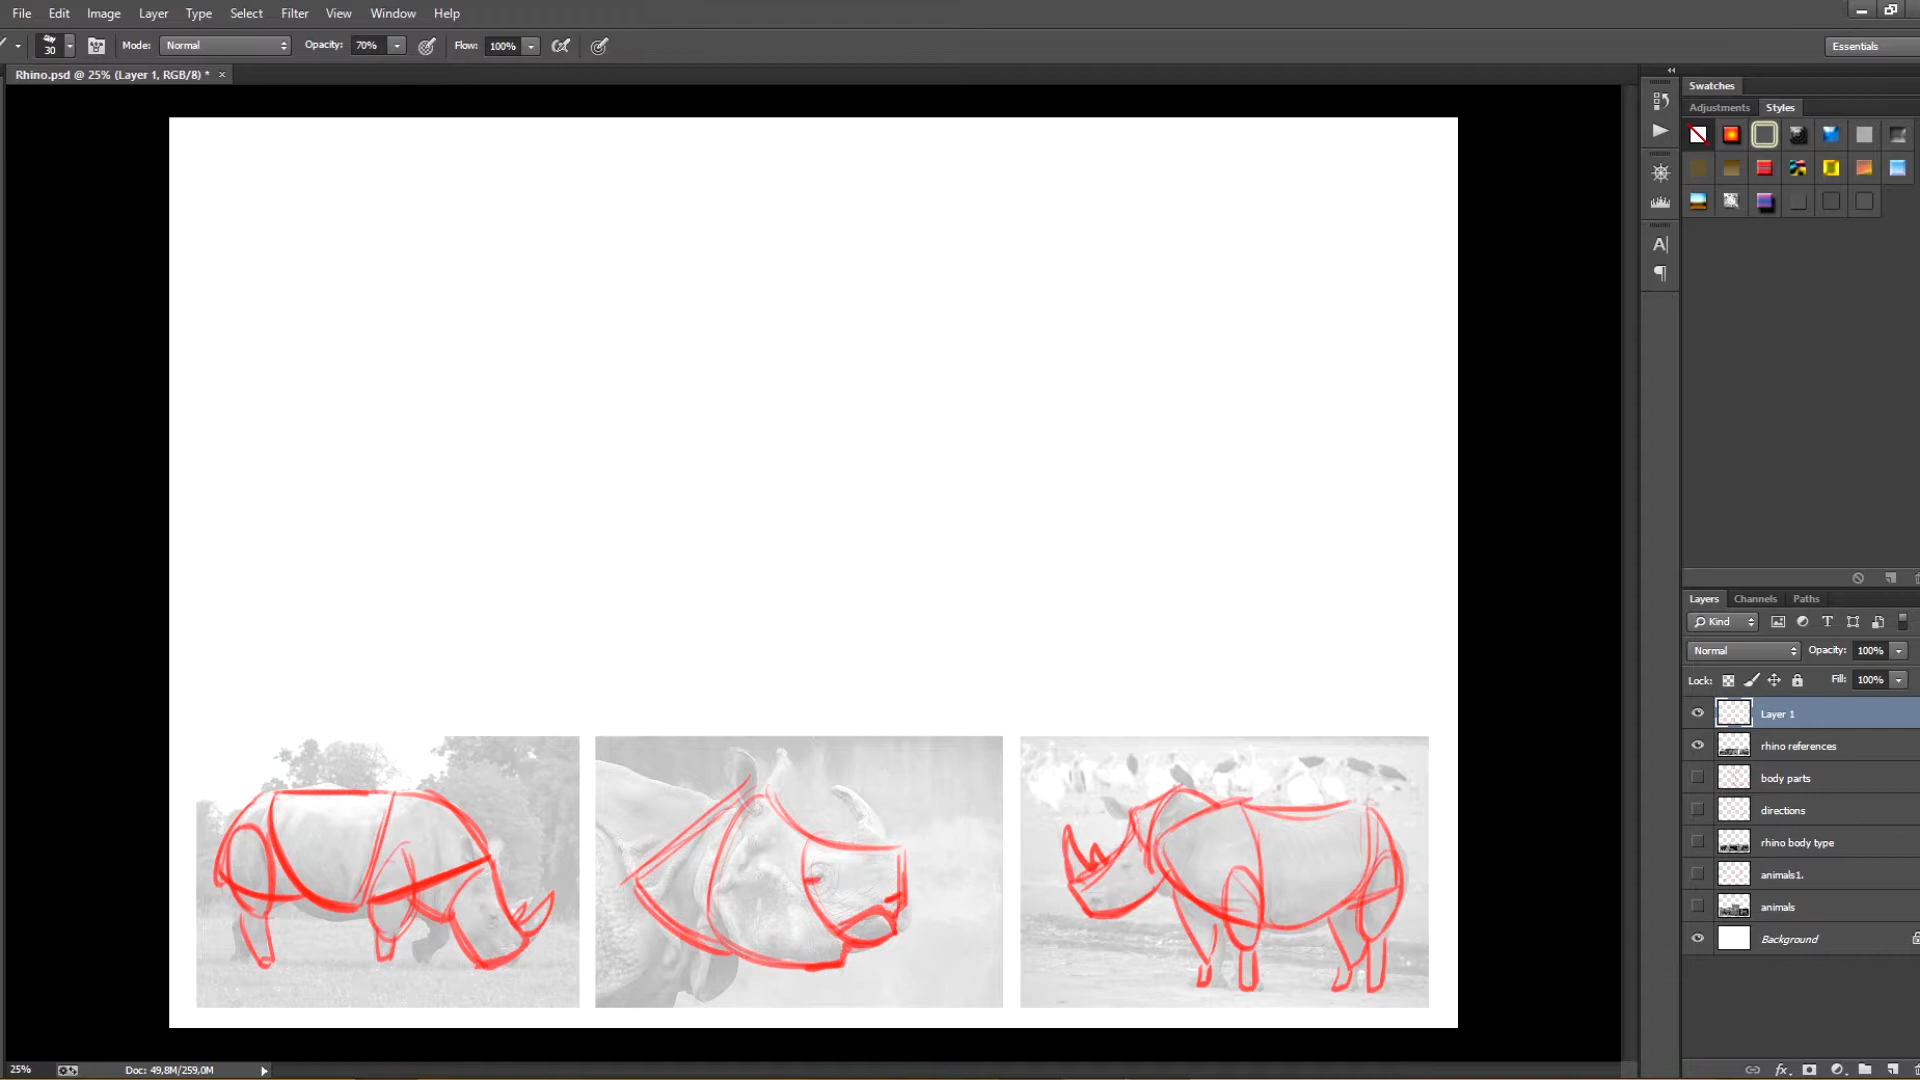 File Edit Image Layer Type Select Filter View Window Help
30 Mode: Normal Opacity: 70% Flow: 100% Essentials
Rhino.psd @ 25% (Layer 1, RGB/8) * ×
Swatches
Adjustments Styles
A|
Layers Channels Paths
Kind T
Normal Opacity: 100%
Lock: Fill: 100%
Layer 1
rhino references
body parts
directions
rhino body type
animals1.
animals
Background
25% Doc: 49,8M/259,0M fx.